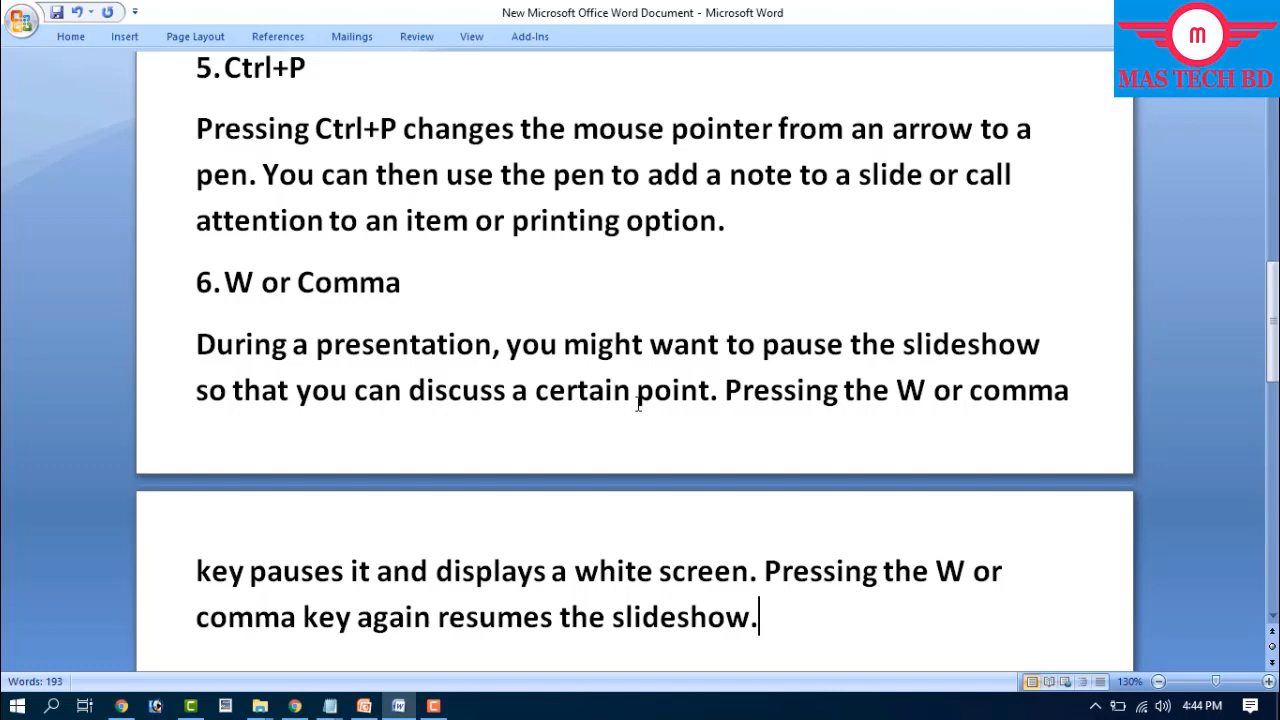 New Microsoft Office Word Document - Microsoft Word
Home Insert Page Layout References Mailings Review View Add-Ins
m
MAS TECH BD
5. Ctrl+P
Pressing Ctrl+P changes the mouse pointer from an arrow to a
pen. You can then use the pen to add a note to a slide or call
attention to an item or printing option.
6. W or Comma
During a presentation, you might want to pause the slideshow
so that you can discuss a certain point. Pressing the W or comma
key pauses it and displays a white screen. Pressing the W or
comma key again resumes the slideshow.
Words: 193
130%
4:44 PM